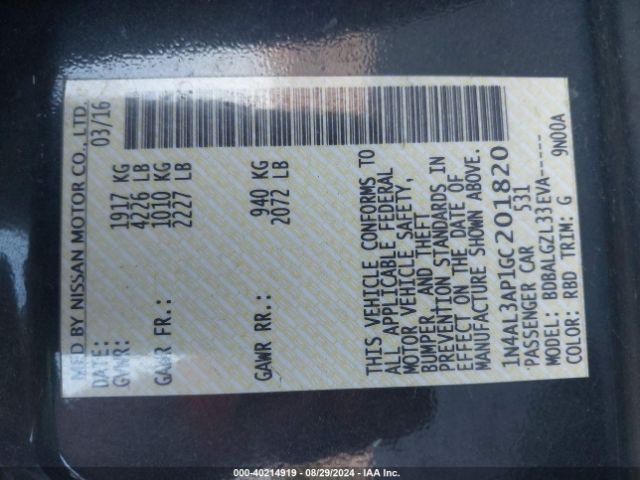 MFD BY NISSAN MOTOR CO., LTD.
DATE: 03/16
GVWR: 1917 KG
4226 LB
GAWR FR.: 1010 KG
2227 LB
GAWR RR.: 940 KG
2072 LB
THIS VEHICLE CONFORMS TO
ALL APPLICABLE FEDERAL
MOTOR VEHICLE SAFETY,
BUMPER, AND THEFT
PREVENTION STANDARDS IN
EFFECT ON THE DATE OF
MANUFACTURE SHOWN ABOVE.
1N4AL3AP1GC201820
PASSENGER CAR 531
MODEL: BDBALGZL33EVA-----
COLOR: RBD TRIM: G 9N00A
000-40214919 - 08/29/2024 - IAA Inc.